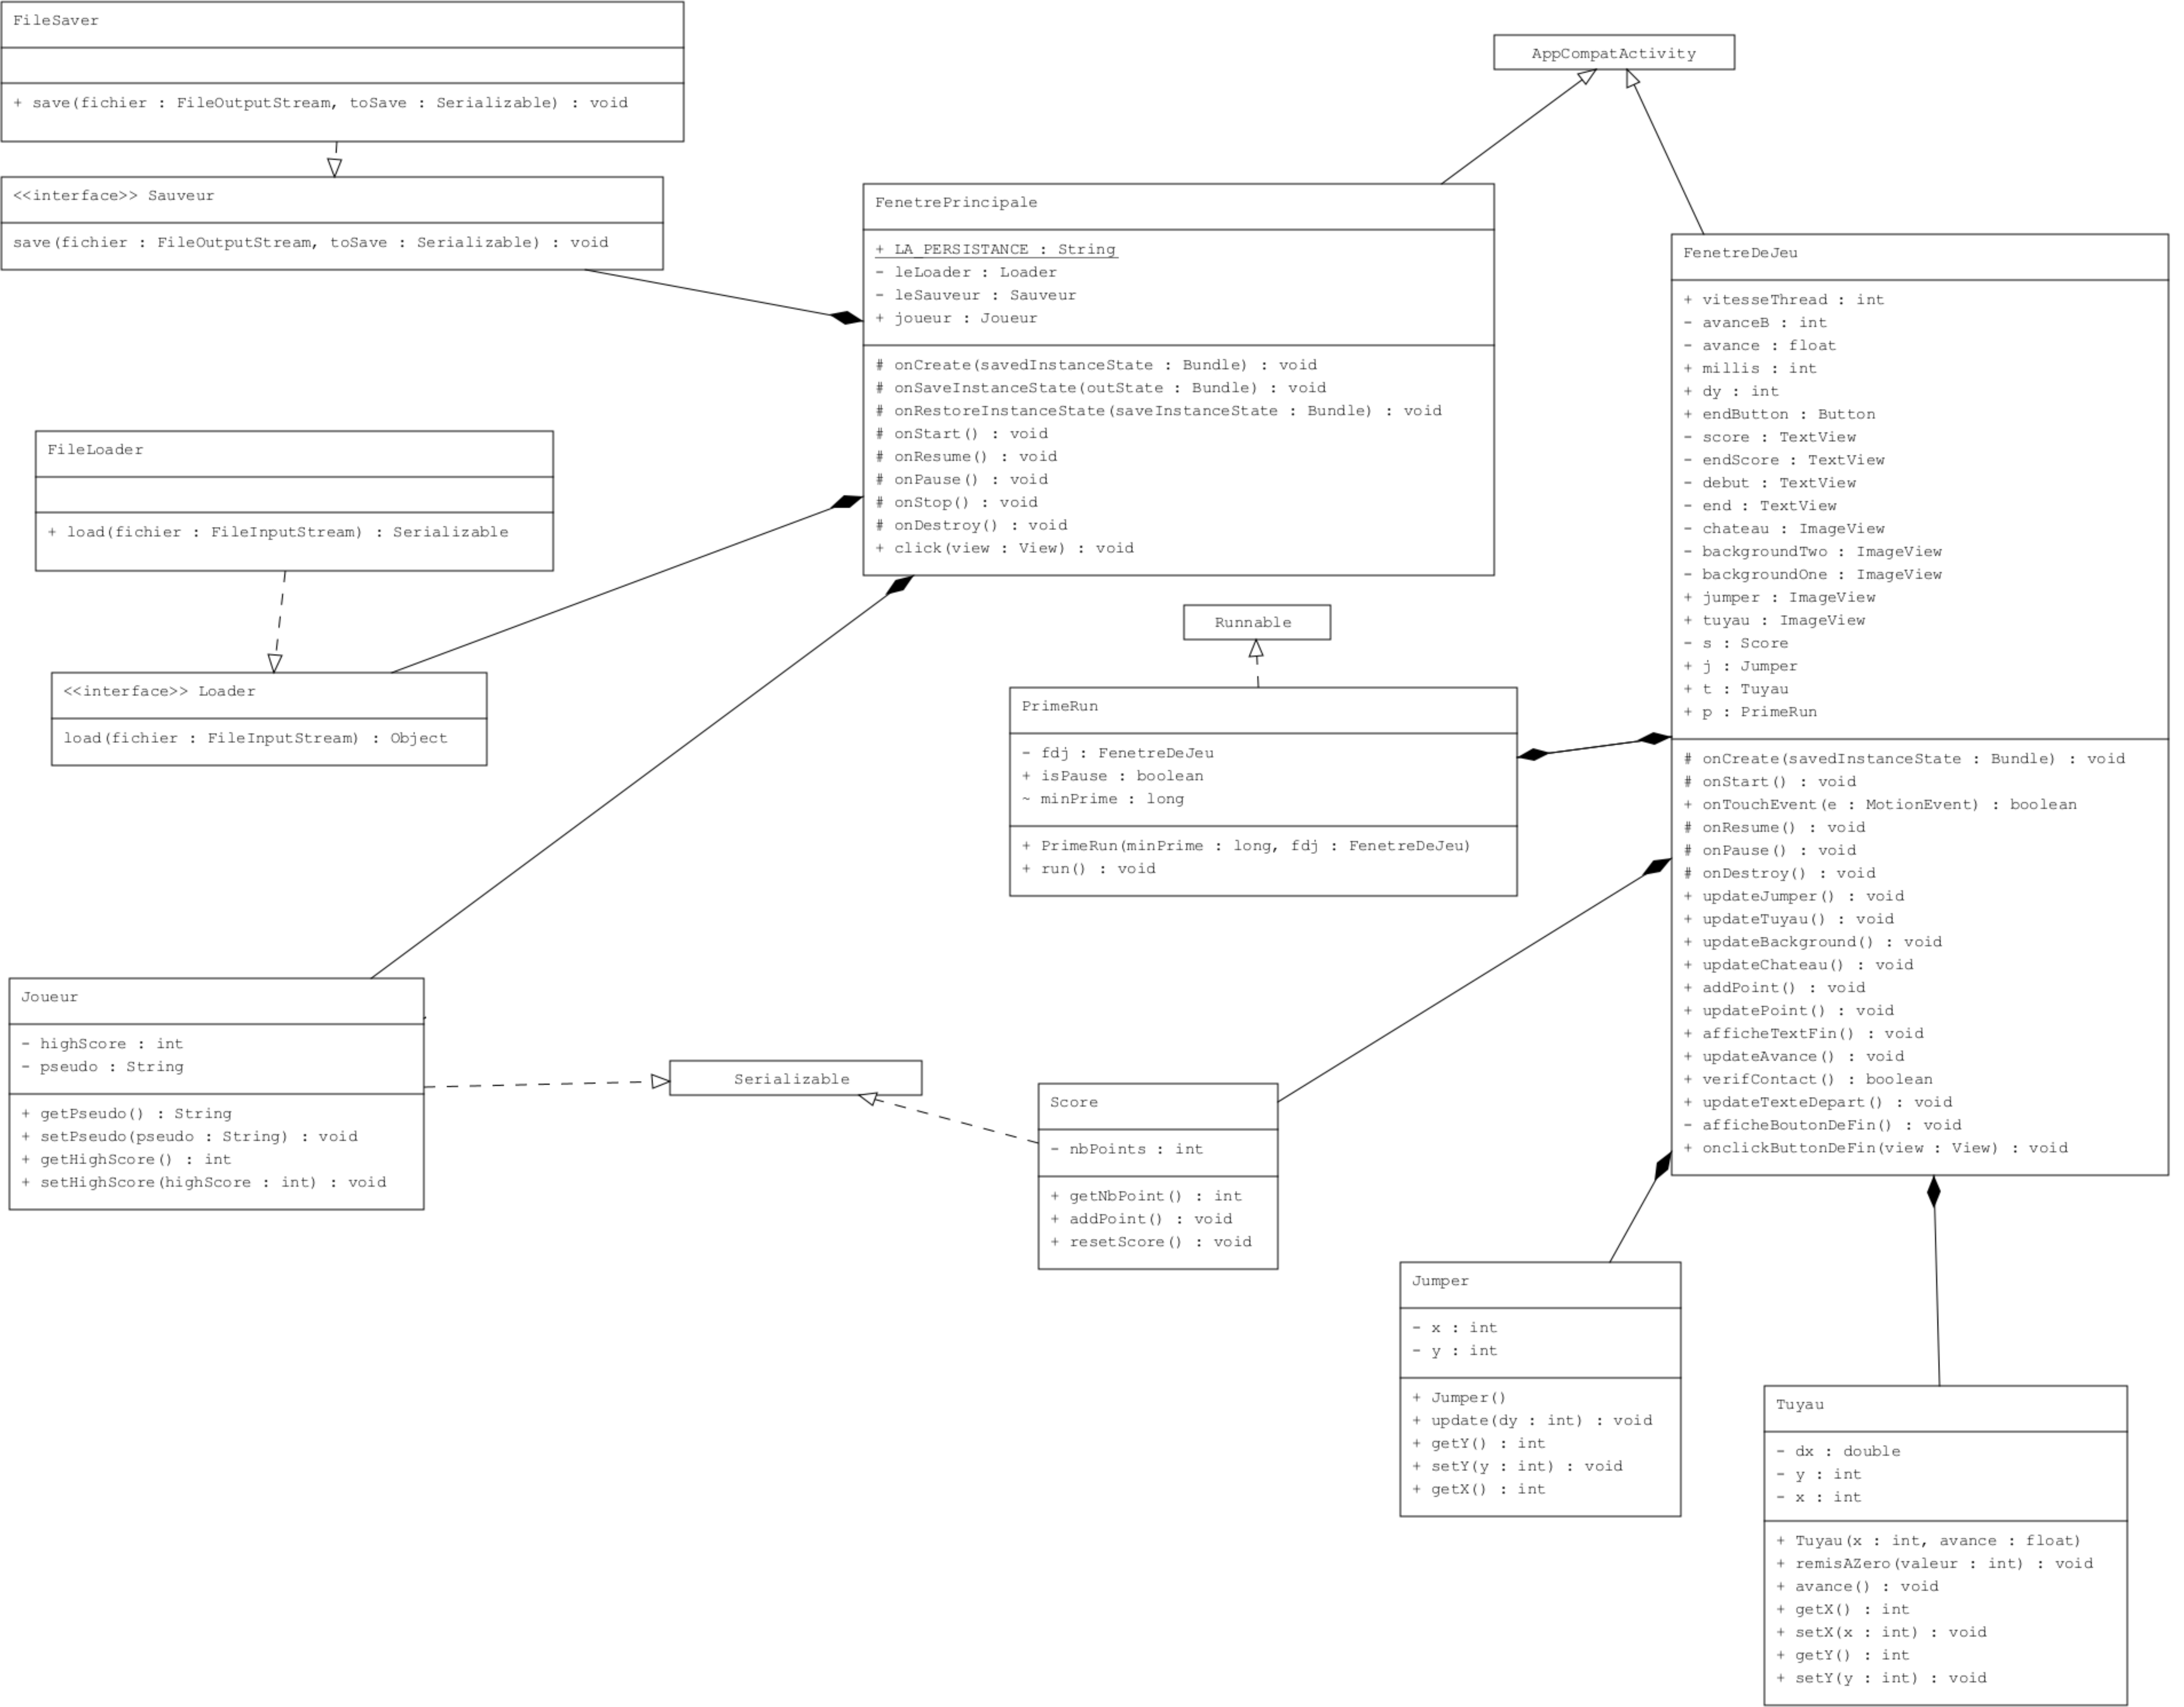 FileSaver
+ save(fichier : FileOutputStream, toSave : Serializable) : void
<<interface>> Sauveur
save(fichier : FileOutputStream, toSave : Serializable) : void
FileLoader
+ load(fichier : FileInputStream) : Serializable
<<interface>> Loader
load(fichier : FileInputStream) : Object
AppCompatActivity
FenetrePrincipale
+ LA_PERSISTANCE : String
- leLoader : Loader
- leSauveur : Sauveur
+ joueur : Joueur
# onCreate(savedInstanceState : Bundle) : void
# onSaveInstanceState(outState : Bundle) : void
# onRestoreInstanceState(saveInstanceState : Bundle) : void
# onStart() : void
# onResume() : void
# onPause() : void
# onStop() : void
# onDestroy() : void
+ click(view : View) : void
FenetreDeJeu
+ vitesseThread : int
- avanceB : int
- avance : float
+ millis : int
+ dy : int
+ endButton : Button
- score : TextView
- endScore : TextView
- debut : TextView
- end : TextView
- chateau : ImageView
- backgroundTwo : ImageView
- backgroundOne : ImageView
+ jumper : ImageView
+ tuyau : ImageView
- s : Score
+ j : Jumper
+ t : Tuyau
+ p : PrimeRun
# onCreate(savedInstanceState : Bundle) : void
# onStart() : void
+ onTouchEvent(e : MotionEvent) : boolean
# onResume() : void
# onPause() : void
# onDestroy() : void
+ updateJumper() : void
+ updateTuyau() : void
+ updateBackground() : void
+ updateChateau() : void
+ addPoint() : void
+ updatePoint() : void
+ afficheTextFin() : void
+ updateAvance() : void
+ verifContact() : boolean
+ updateTexteDepart() : void
- afficheBoutonDeFin() : void
+ onclickButtonDeFin(view : View) : void
Runnable
PrimeRun
- fdj : FenetreDeJeu
+ isPause : boolean
~ minPrime : long
+ PrimeRun(minPrime : long, fdj : FenetreDeJeu)
+ run() : void
Joueur
- highScore : int
- pseudo : String
+ getPseudo() : String
+ setPseudo(pseudo : String) : void
+ getHighScore() : int
+ setHighScore(highScore : int) : void
Serializable
Score
- nbPoints : int
+ getNbPoint() : int
+ addPoint() : void
+ resetScore() : void
Jumper
- x : int
- y : int
+ Jumper()
+ update(dy : int) : void
+ getY() : int
+ setY(y : int) : void
+ getX() : int
Tuyau
- dx : double
- y : int
- x : int
+ Tuyau(x : int, avance : float)
+ remisAZero(valeur : int) : void
+ avance() : void
+ getX() : int
+ setX(x : int) : void
+ getY() : int
+ setY(y : int) : void